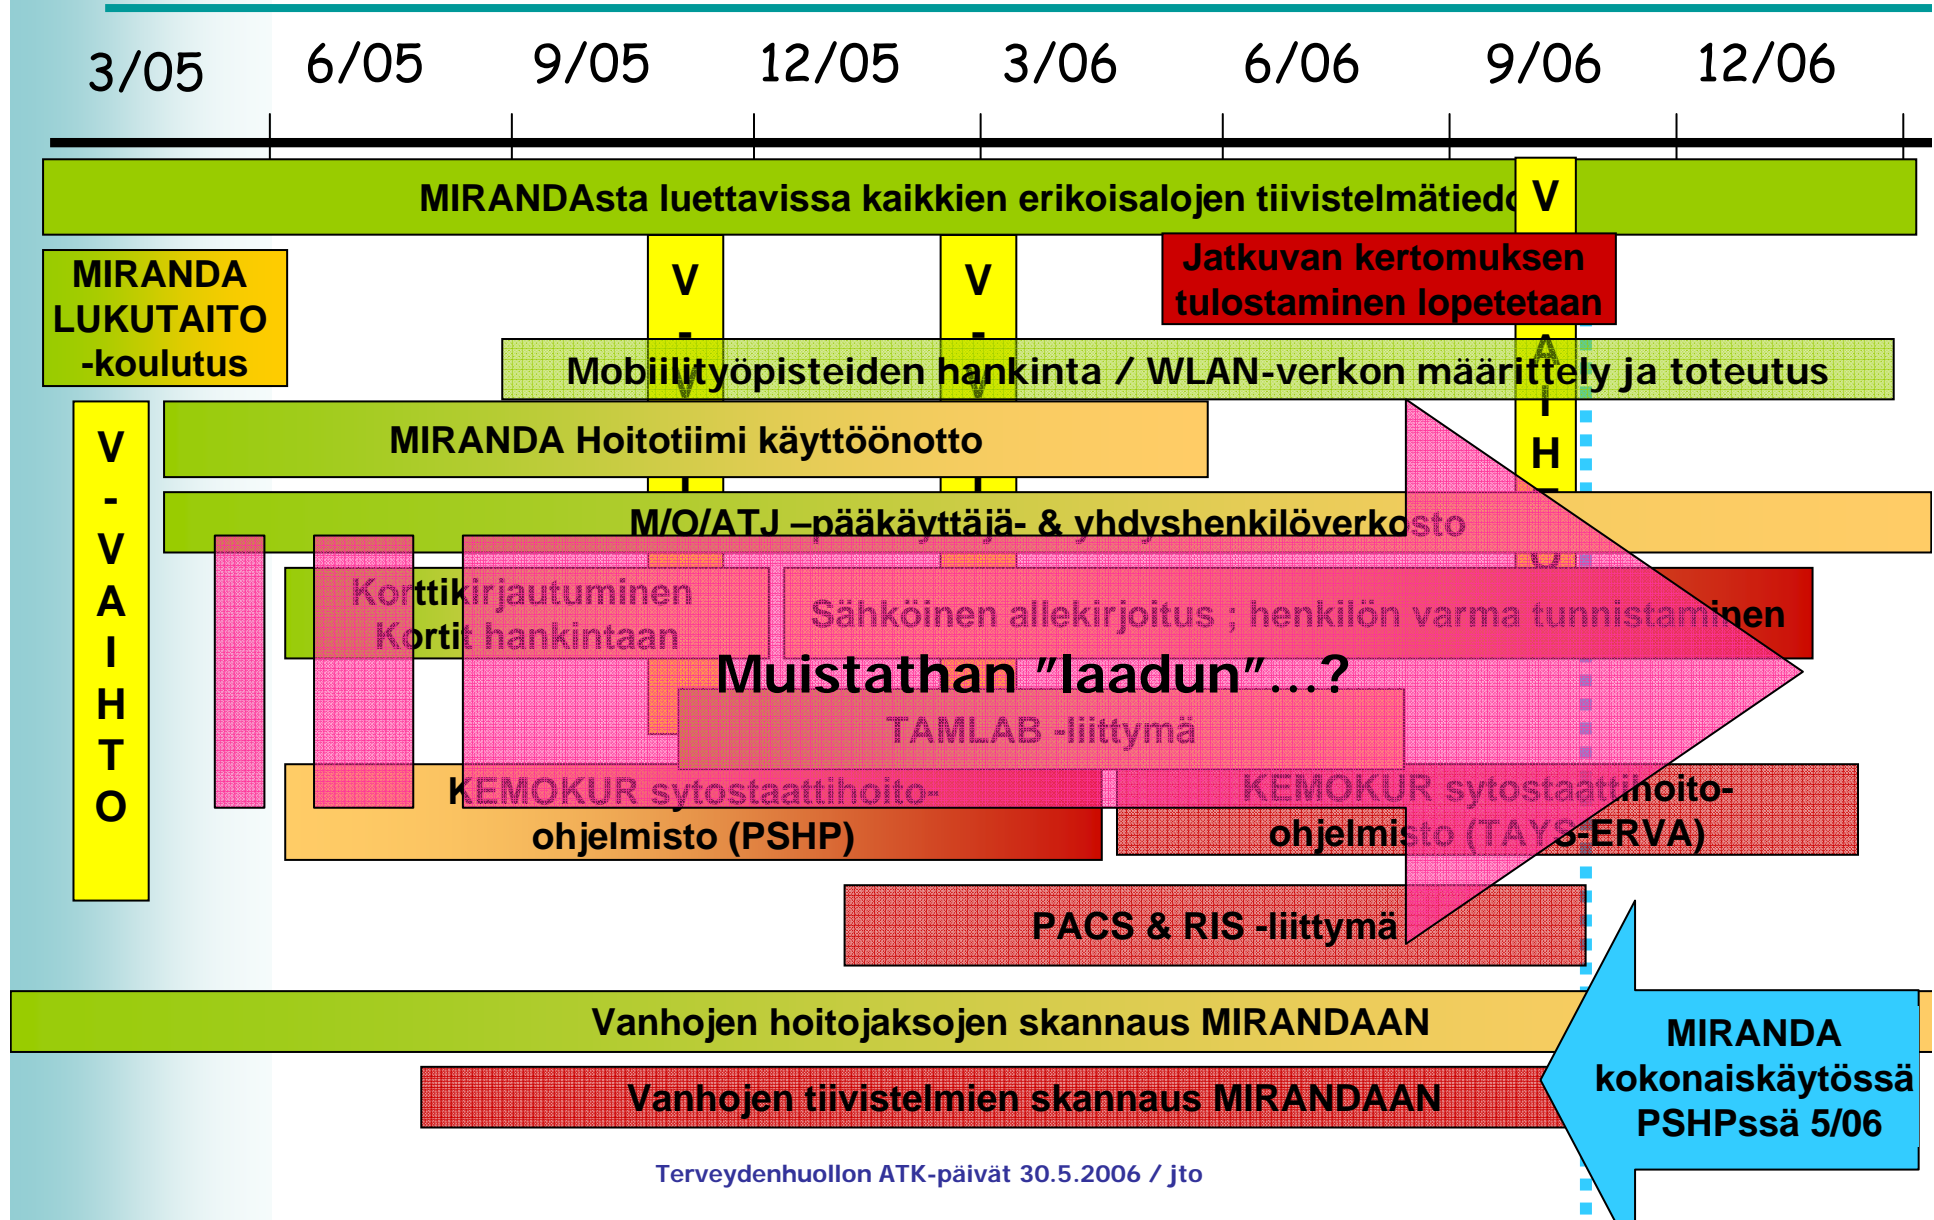 3/05 6/05 9/05 12/05 3/06 6/06 9/06 12/06
MIRANDAsta luettavissa kaikkien erikoisalojen tiivistelmätiedo
V
MIRANDA
LUKUTAITO
-koulutus
V
-
V
V
-
V
Jatkuvan kertomuksen
tulostaminen lopetetaan
A
I
H
T
O
Mobiilityöpisteiden hankinta / WLAN-verkon määrittely ja toteutus
V
-
V
A
I
H
T
O
MIRANDA Hoitotiimi käyttöönotto
M/O/ATJ –pääkäyttäjä- & yhdyshenkilöverkosto
Korttikirjautuminen
Kortit hankintaan
Sähköinen allekirjoitus ; henkilön varma tunnistaminen
Muistathan "laadun"...?
TAMLAB -liittymä
KEMOKUR sytostaattihoito-
ohjelmisto (PSHP)
KEMOKUR sytostaattihoito-
ohjelmisto (TAYS-ERVA)
PACS & RIS -liittymä
Vanhojen hoitojaksojen skannaus MIRANDAAN
Vanhojen tiivistelmien skannaus MIRANDAAN
MIRANDA
kokonaiskäytössä
PSHPssä 5/06
Terveydenhuollon ATK-päivät 30.5.2006 / jto